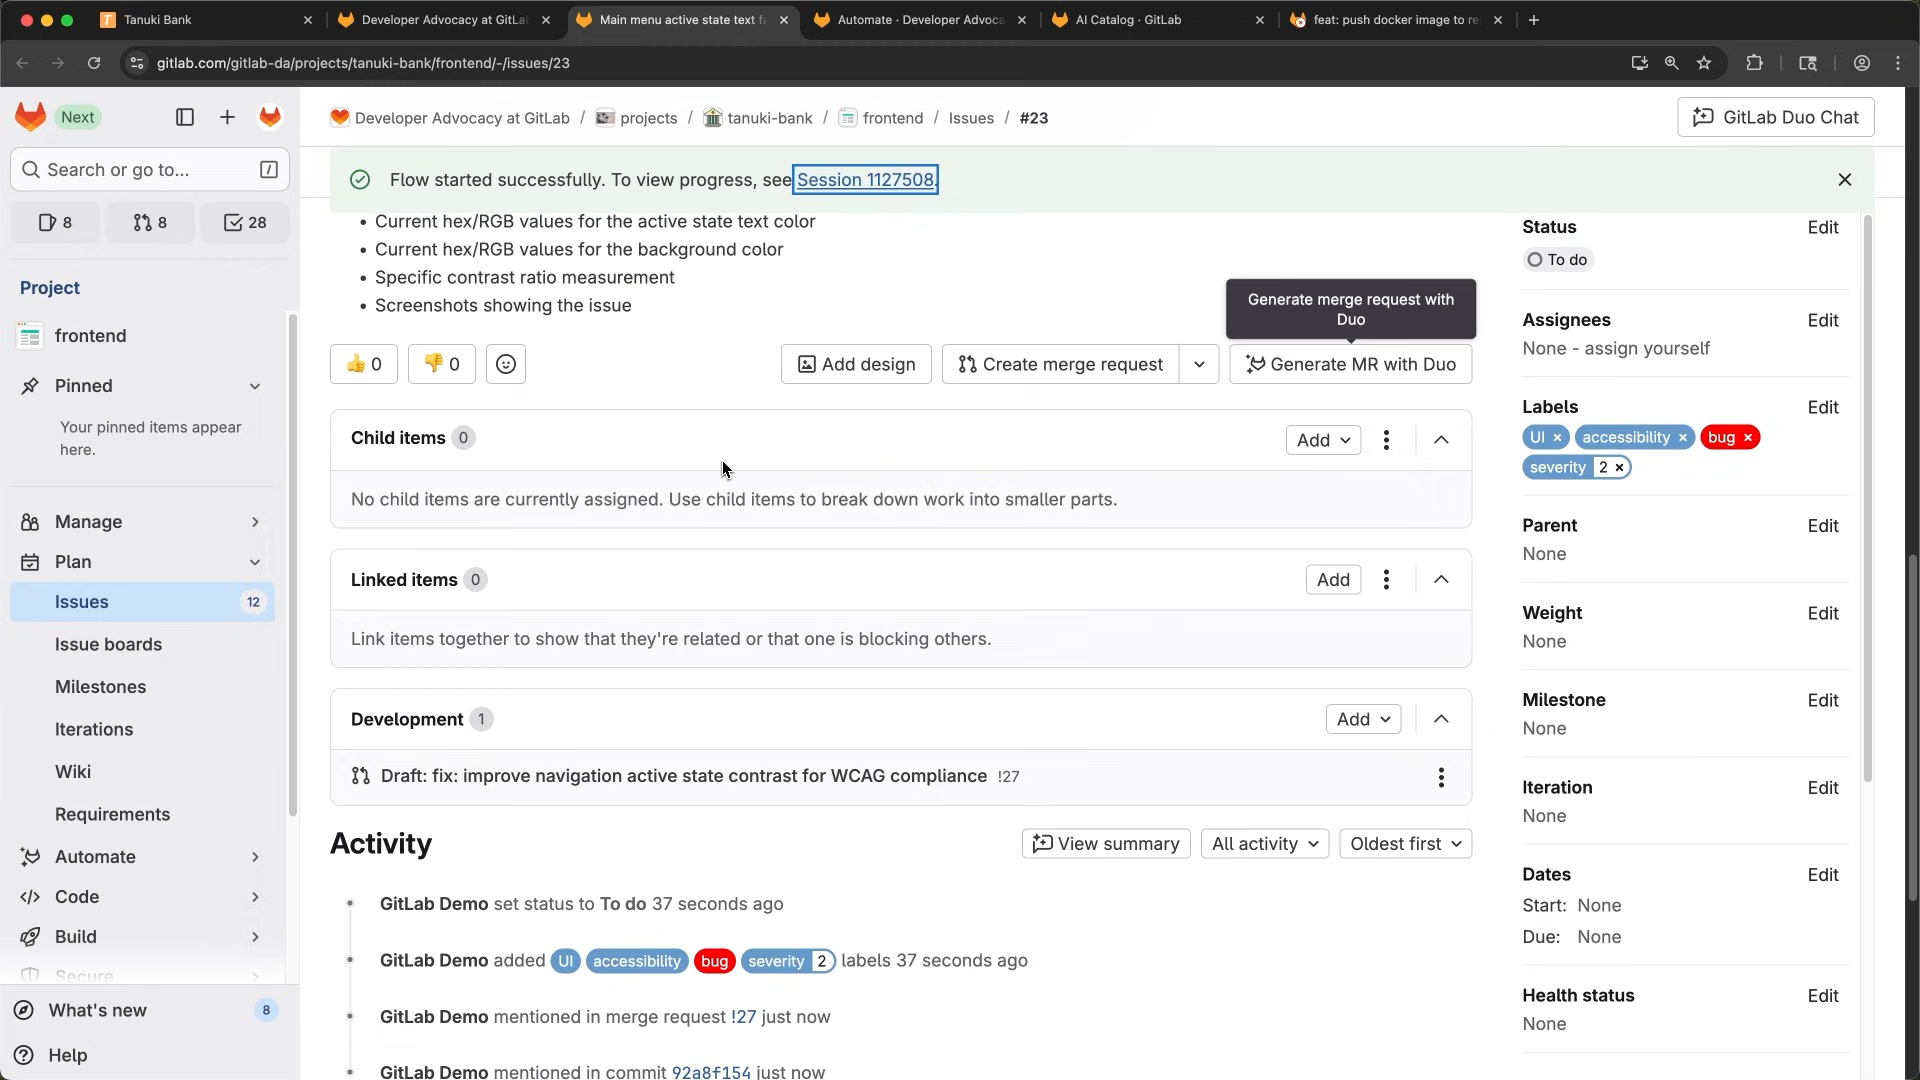 Tanuki Bank
Developer Advocacy at GitLa
Main menu active state text f
Automate · Developer Advoca
AI Catalog · GitLab
feat: push docker image to re
gitlab.com/gitlab-da/projects/tanuki-bank/frontend/-/issues/23
Next
Developer Advocacy at GitLab / projects / tanuki-bank / frontend / Issues / #23
GitLab Duo Chat
Search or go to... /
8 8 28
Project
frontend
Pinned
Your pinned items appear
here.
Manage
Plan
Issues 12
Issue boards
Milestones
Iterations
Wiki
Requirements
Automate
Code
Build
Secure
What's new 8
Help
Flow started successfully. To view progress, see Session 1127508.
• Current hex/RGB values for the active state text color
• Current hex/RGB values for the background color
• Specific contrast ratio measurement
• Screenshots showing the issue
Generate merge request with
Duo
👍 0 👎 0
Add design
Create merge request
Generate MR with Duo
Child items 0
Add
No child items are currently assigned. Use child items to break down work into smaller parts.
Linked items 0
Add
Link items together to show that they're related or that one is blocking others.
Development 1
Add
Draft: fix: improve navigation active state contrast for WCAG compliance !27
Activity
View summary
All activity
Oldest first
GitLab Demo set status to To do 37 seconds ago
GitLab Demo added UI accessibility bug severity 2 labels 37 seconds ago
GitLab Demo mentioned in merge request !27 just now
GitLab Demo mentioned in commit 92a8f154 just now
Status Edit
To do
Assignees Edit
None - assign yourself
Labels Edit
UI × accessibility × bug ×
severity 2 ×
Parent Edit
None
Weight Edit
None
Milestone Edit
None
Iteration Edit
None
Dates Edit
Start: None
Due: None
Health status Edit
None